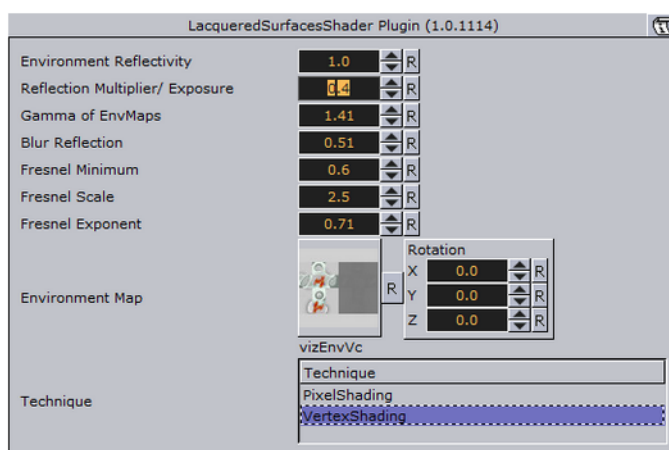 LacqueredSurfacesShader Plugin (1.0.1114)
Environment Reflectivity 1.0 R
Reflection Multiplier/ Exposure 0.4 R
Gamma of EnvMaps 1.41 R
Blur Reflection 0.51 R
Fresnel Minimum 0.6 R
Fresnel Scale 2.5 R
Fresnel Exponent 0.71 R
Environment Map
R
Rotation
X 0.0 R
Y 0.0 R
Z 0.0 R
vizEnvVc
Technique
Technique
PixelShading
VertexShading